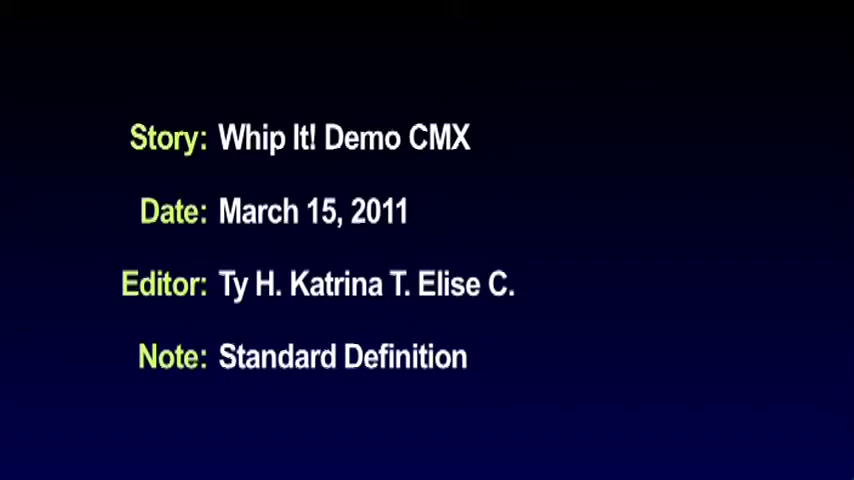 Story: Whip It! Demo CMX
Date: March 15, 2011
Editor: Ty H. Katrina T. Elise C.
Note: Standard Definition